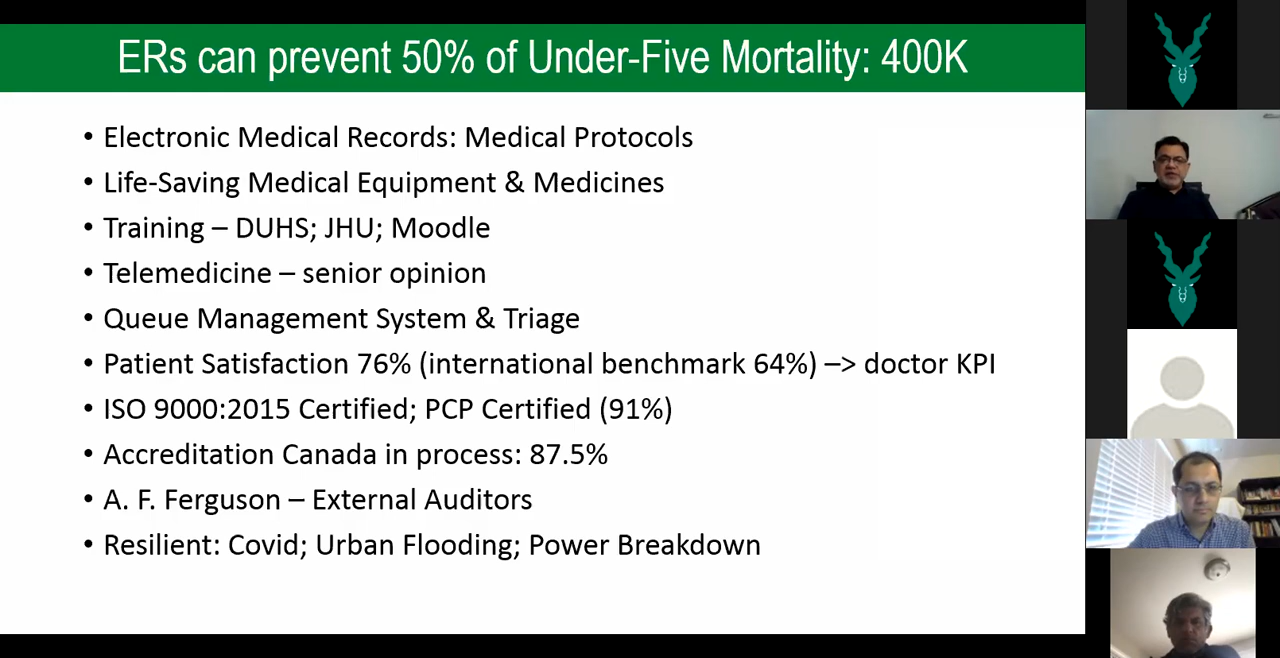 ERs can prevent 50% of Under-Five Mortality: 400K
• Electronic Medical Records: Medical Protocols
• Life-Saving Medical Equipment & Medicines
• Training – DUHS; JHU; Moodle
• Telemedicine – senior opinion
• Queue Management System & Triage
• Patient Satisfaction 76% (international benchmark 64%) –> doctor KPI
• ISO 9000:2015 Certified; PCP Certified (91%)
• Accreditation Canada in process: 87.5%
• A. F. Ferguson – External Auditors
• Resilient: Covid; Urban Flooding; Power Breakdown